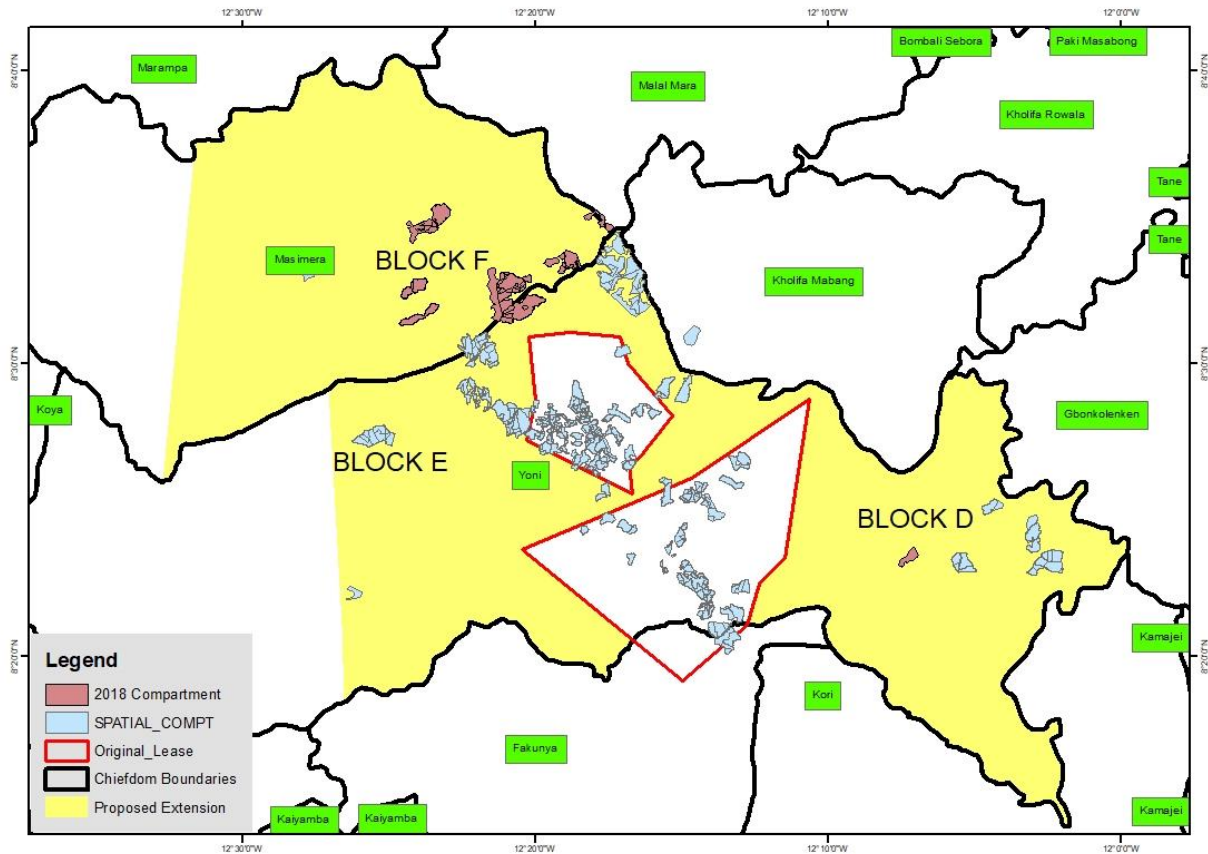 12°30'0"W 12°20'0"W 12°10'0"W 12°0'0"W
Bombali Sebora
Paki Masabong
Marampa
8°40'0"N
8°40'0"N
Malal Mara
Kholifa Rowala
Tane
Tane
Masimera
BLOCK F
Kholifa Mabang
8°30'0"N
8°30'0"N
Koya
Gbonkolenken
BLOCK E
Yoni
BLOCK D
Legend
2018 Compartment
SPATIAL_COMPT
Original_Lease
Chiefdom Boundaries
Proposed Extension
8°20'0"N
Kamajei
Kori
Fakunya
Kaiyamba
Kaiyamba
Kamajei
12°30'0"W 12°20'0"W 12°10'0"W 12°0'0"W